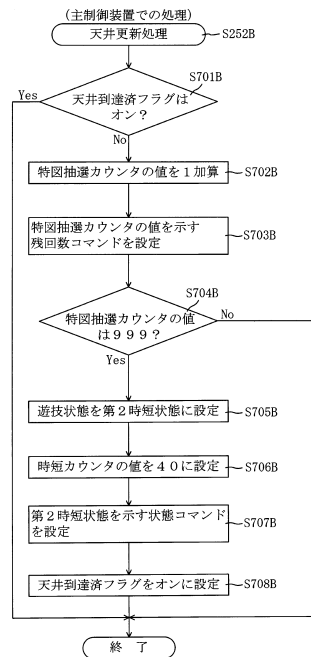 (主制御装置での処理)
天井更新処理
S252B
S701B
Yes
天井到達済フラグは
オン？
No
特図抽選カウンタの値を１加算
S702B
特図抽選カウンタの値を示す
残回数コマンドを設定
S703B
S704B
特図抽選カウンタの値
は９９９？
No
Yes
遊技状態を第２時短状態に設定
S705B
時短カウンタの値を４０に設定
S706B
第２時短状態を示す状態コマンド
を設定
S707B
天井到達済フラグをオンに設定
S708B
終 了